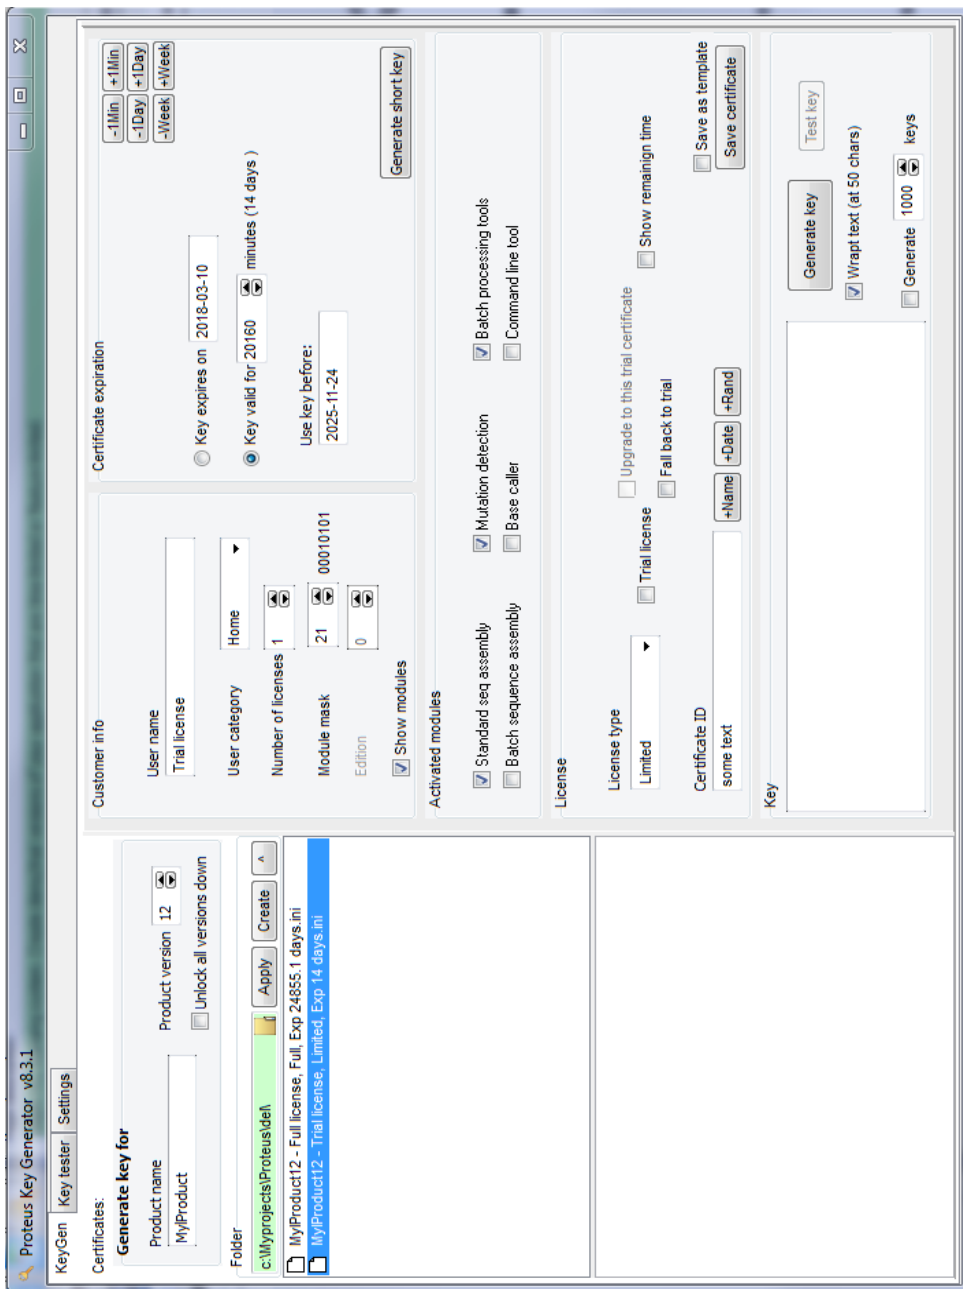 Proteus Key Generator v8.3.1
KeyGen Key tester Settings
Certificates:
Generate key for
Product name
MylProduct
Product version 12
Unlock all versions down
Folder
c:\Myprojects\Proteus\del\ Apply Create ^
MylProduct12 - Full license, Full, Exp 24855.1 days.ini
MylProduct12 - Trial license, Limited, Exp 14 days.ini
Customer info
User name
Trial license
User category Home
Number of licenses 1
Module mask 21 00010101
Edition 0
Show modules
Certificate expiration
-1Min +1Min
-1Day +1Day
-Week +Week
Key expires on 2018-03-10
Key valid for 20160 minutes (14 days )
Use key before:
2025-11-24
Generate short key
Activated modules
Standard seq assembly Mutation detection Batch processing tools
Batch sequence assembly Base caller Command line tool
License
License type
Limited
Trial license Upgrade to this trial certificate Show remainign time
Fall back to trial
Certificate ID
some text +Name +Date +Rand
Save as template
Save certificate
Key
Generate key Test key
Wrapt text (at 50 chars)
Generate 1000 keys